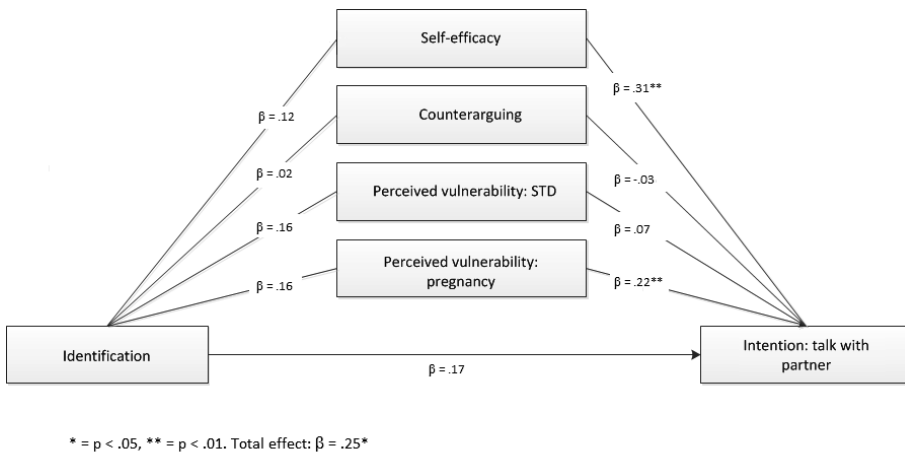 Self-efficacy
β = .31**
β = .12
Counterarguing
β = .02
β = -.03
Perceived vulnerability: STD
β = .16
β = .07
Perceived vulnerability:
pregnancy
β = .16
β = .22**
Identification
Intention: talk with
partner
β = .17
* = p < .05, ** = p < .01. Total effect: β = .25*